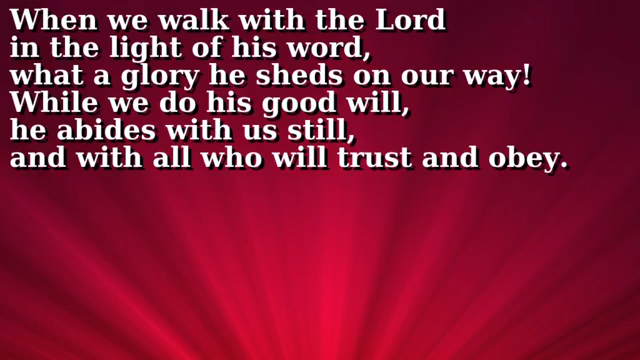 When we walk with the Lord
in the light of his word,
what a glory he sheds on our way!
While we do his good will,
he abides with us still,
and with all who will trust and obey.